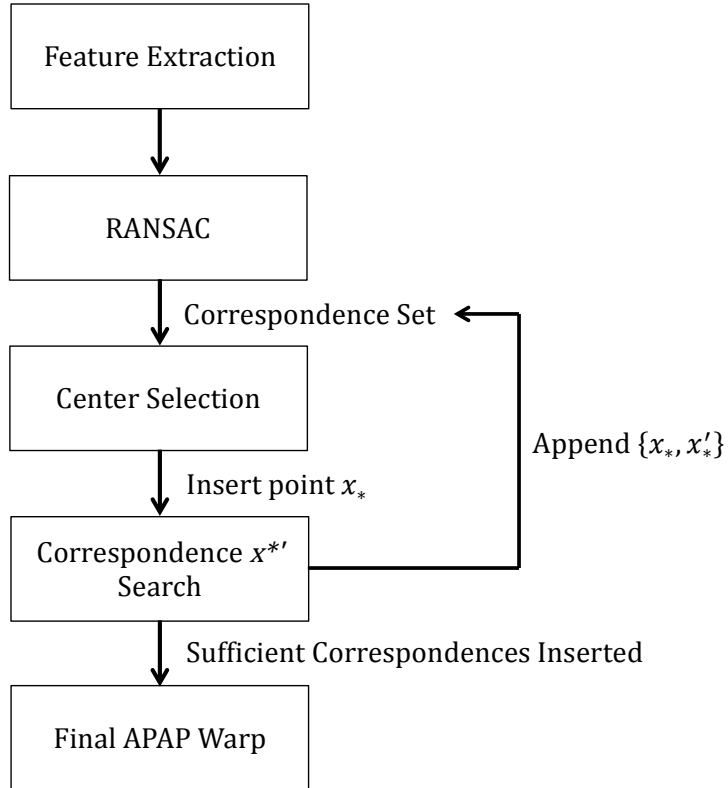 Feature Extraction
RANSAC
Correspondence Set
Center Selection
Append {x∗, x′∗}
Insert point x∗
Correspondence x*′
Search
Sufficient Correspondences Inserted
Final APAP Warp